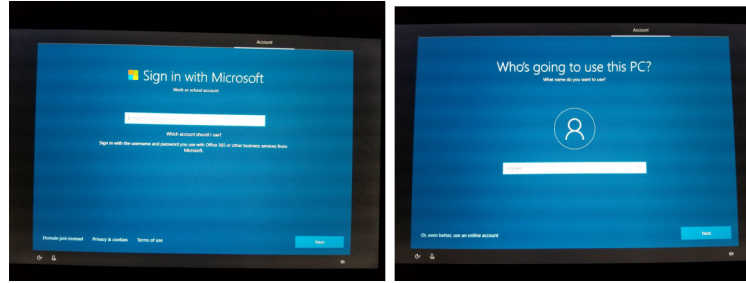 Account
Sign in with Microsoft
Work or school account
Which account should I use?
Sign in with the username and password you use with Office 365 or other business services from
Microsoft.
Domain join instead
Privacy & cookies
Terms of use
Next
Account
Who's going to use this PC?
What name do you want to use?
Or, even better, use an online account
Next